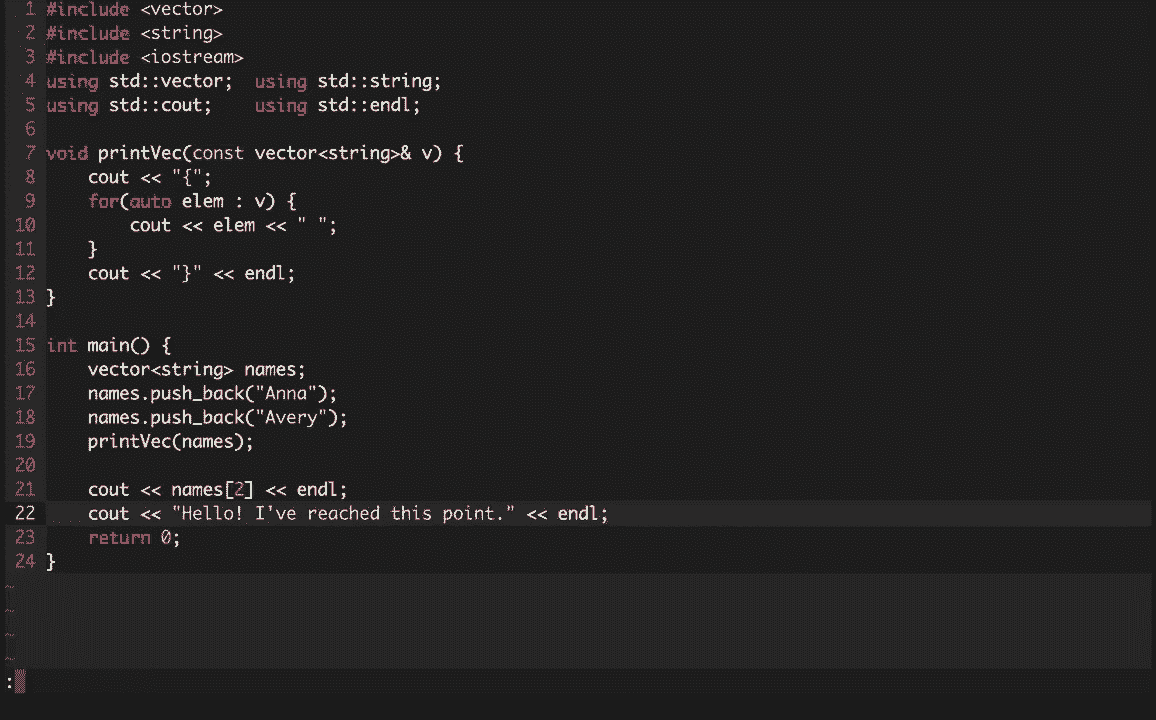 1 #include <vector>
2 #include <string>
3 #include <iostream>
4 using std::vector;  using std::string;
5 using std::cout;    using std::endl;
6
7 void printVec(const vector<string>& v) {
8     cout << "{";
9     for(auto elem : v) {
10         cout << elem << " ";
11     }
12     cout << "}" << endl;
13 }
14
15 int main() {
16     vector<string> names;
17     names.push_back("Anna");
18     names.push_back("Avery");
19     printVec(names);
20
21     cout << names[2] << endl;
22     cout << "Hello! I've reached this point." << endl;
23     return 0;
24 }
~
~
~
~
: